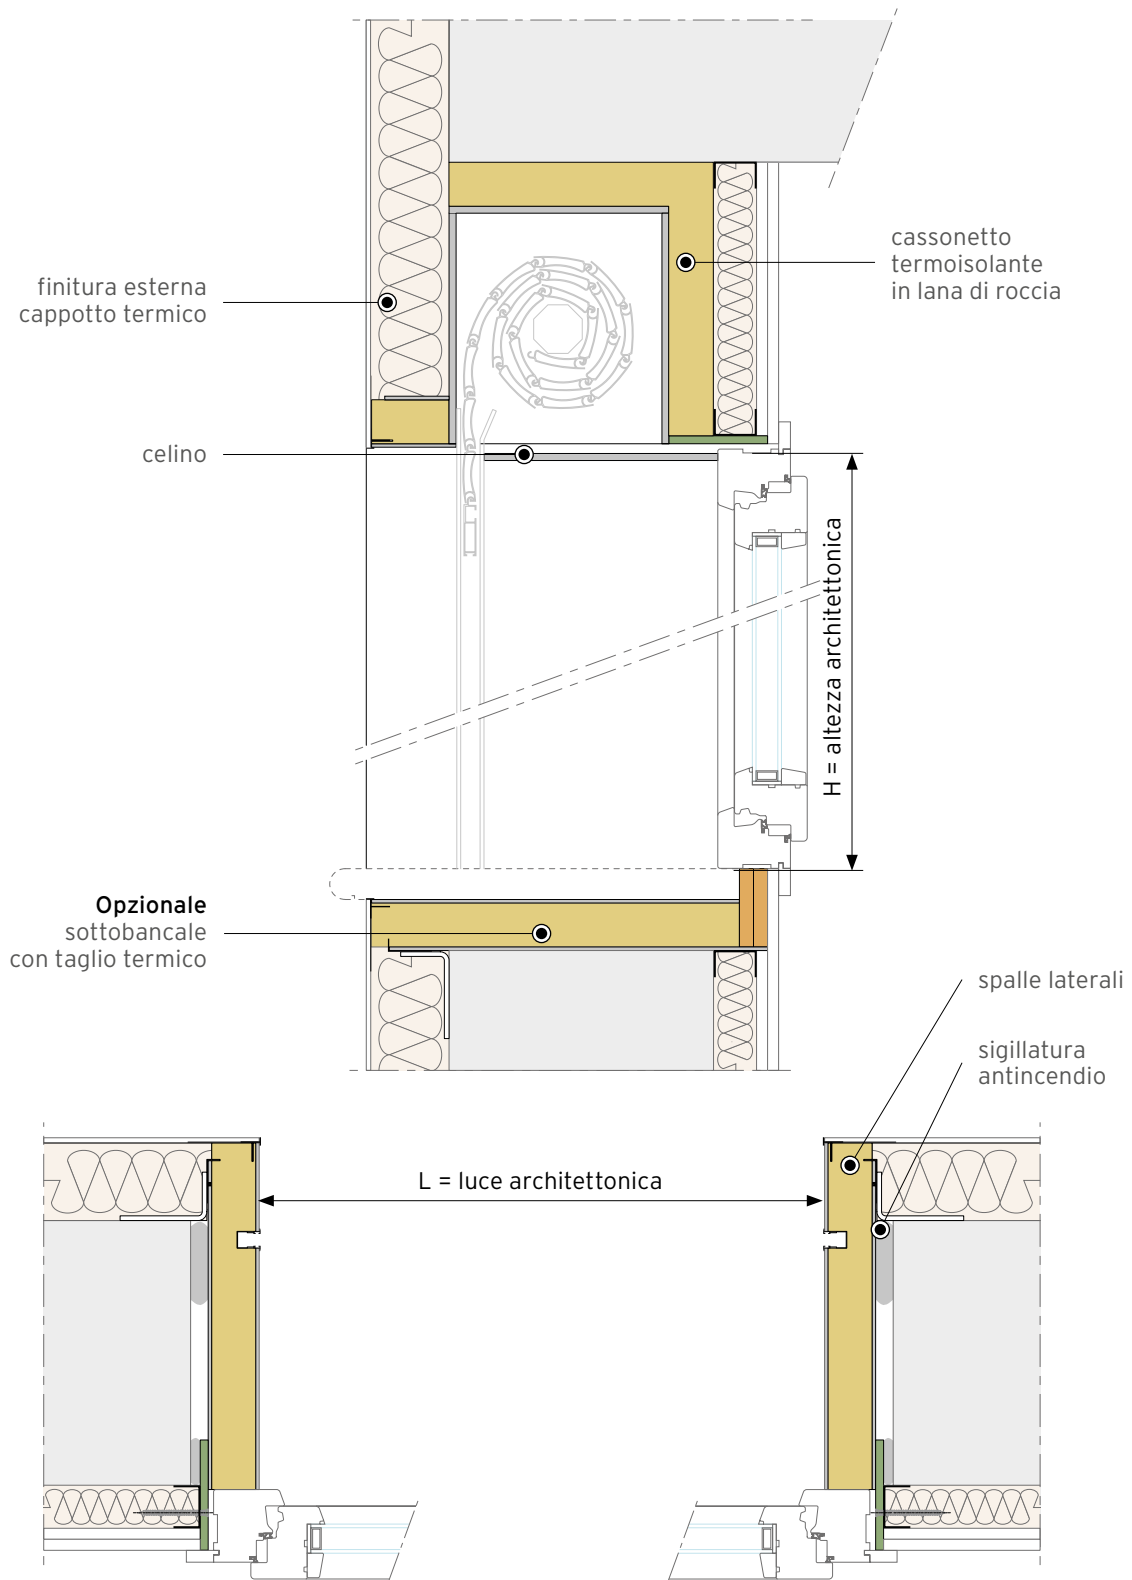 cassonetto
termoisolante
in lana di roccia
finitura esterna
cappotto termico
celino
H = altezza architettonica
Opzionale
sottobancale
con taglio termico
spalle laterali
sigillatura
antincendio
L = luce architettonica